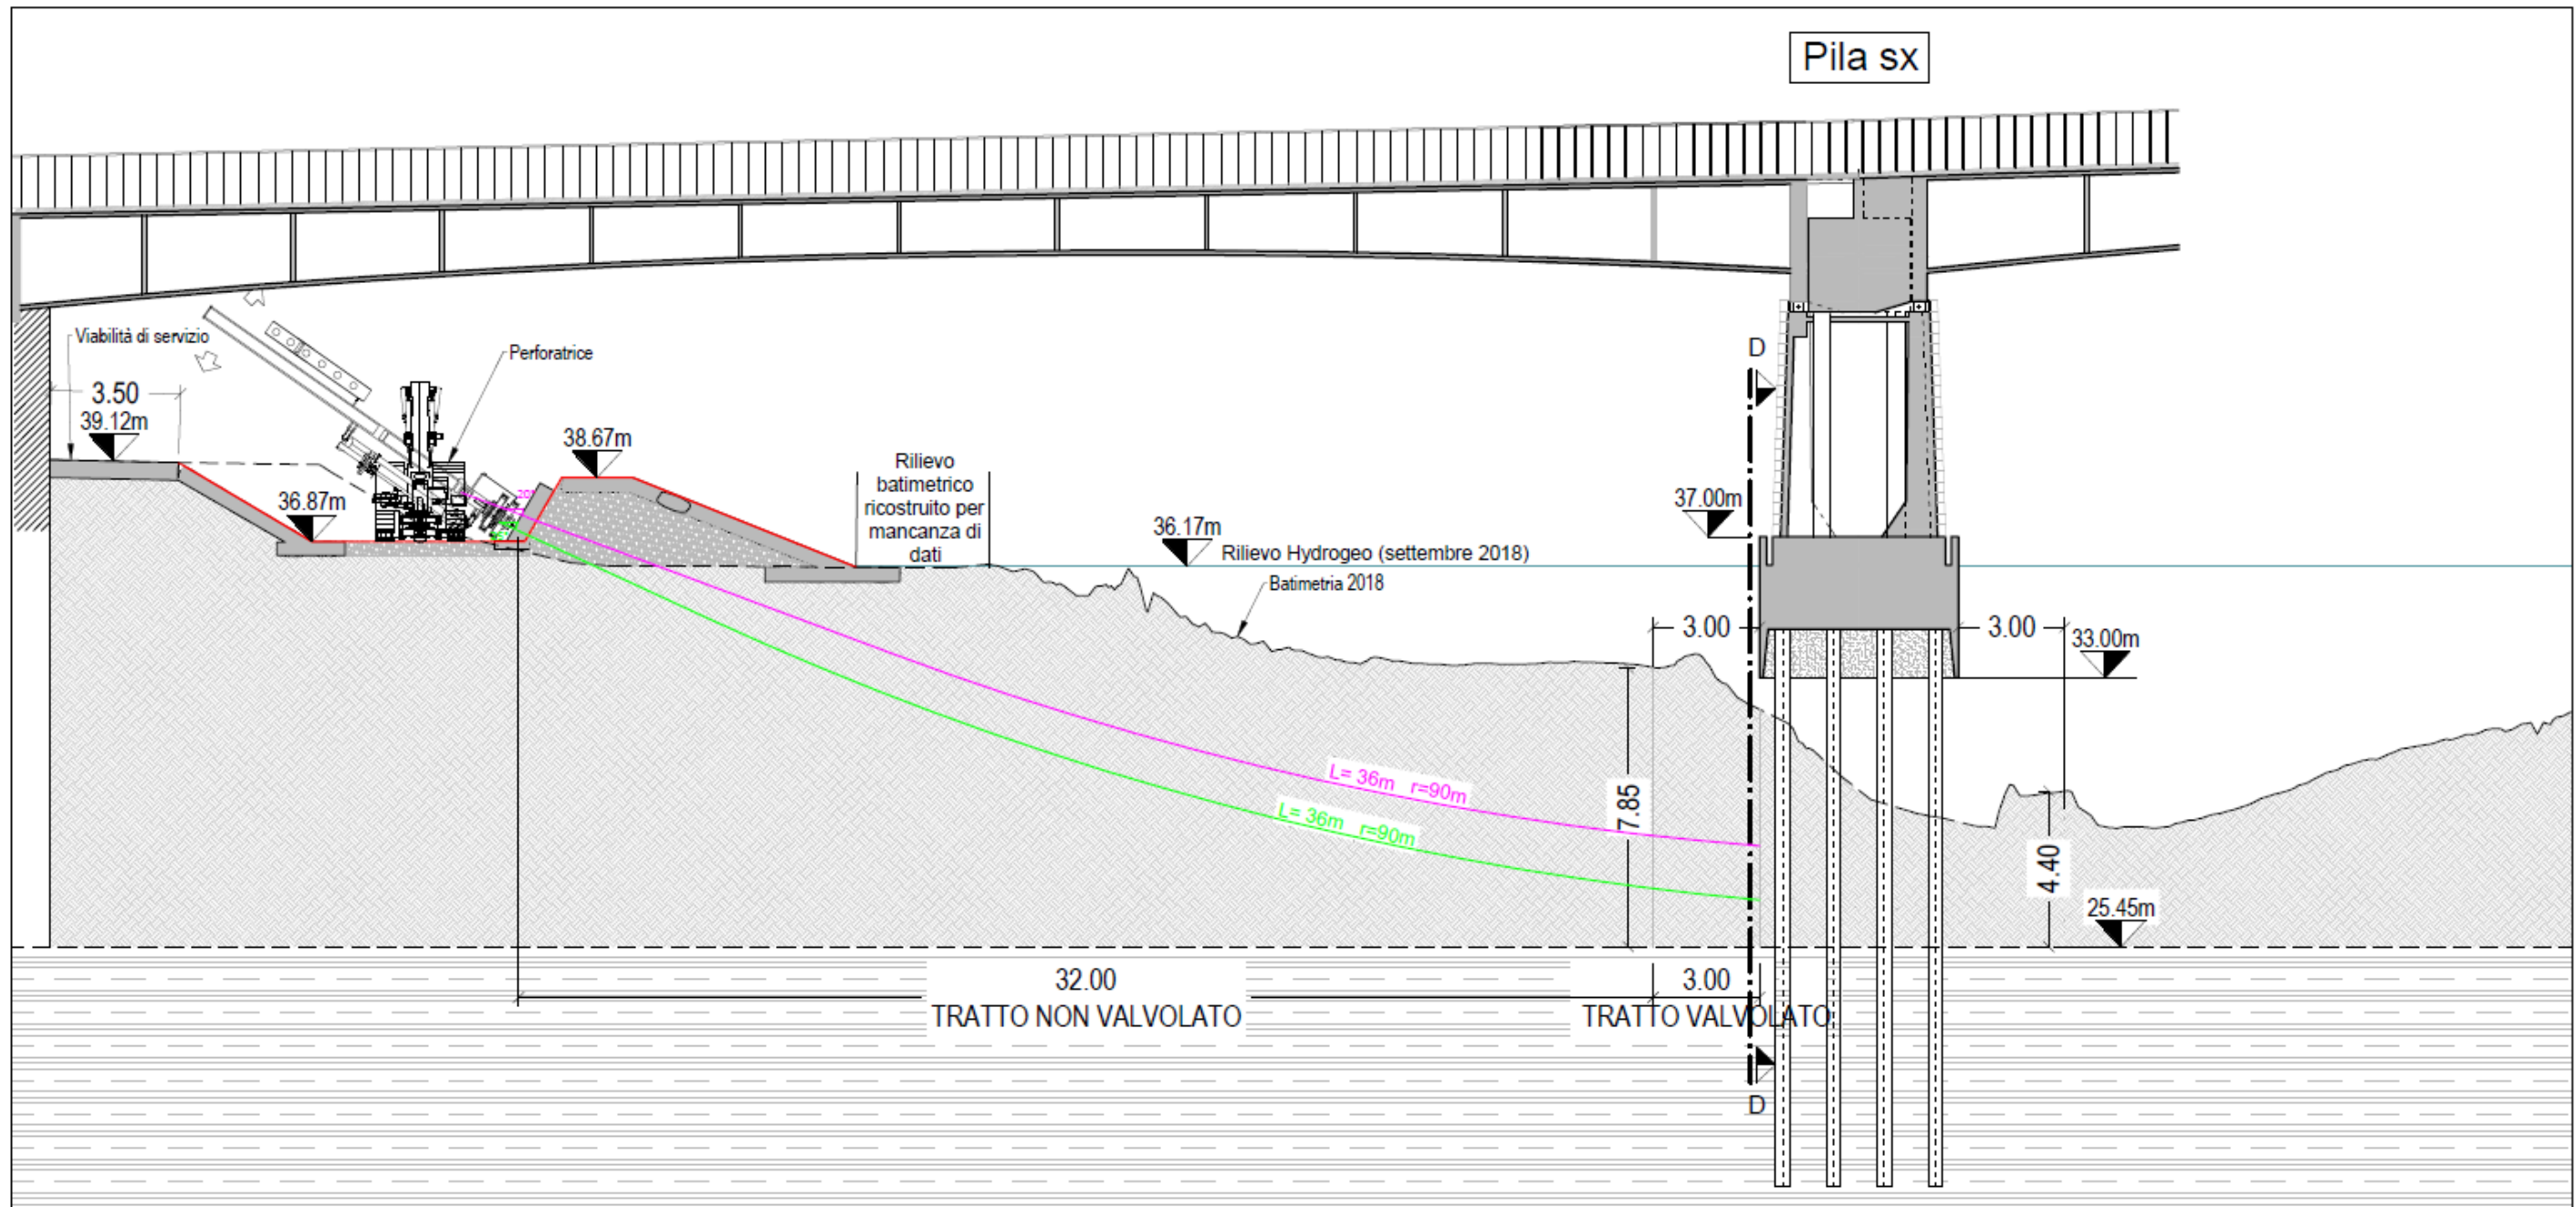 Pila sx
Viabilità di servizio
3.50
39.12m
Perforatrice
36.87m
38.67m
Rilievo
batimetrico
ricostruito per
mancanza di
dati
36.17m
Rilievo Hydrogeo (settembre 2018)
Batimetria 2018
D
37.00m
3.00
3.00
33.00m
L= 36m r=90m
L= 36m r=90m
7.85
4.40
25.45m
32.00
TRATTO NON VALVOLATO
3.00
TRATTO VALVOLATO
D